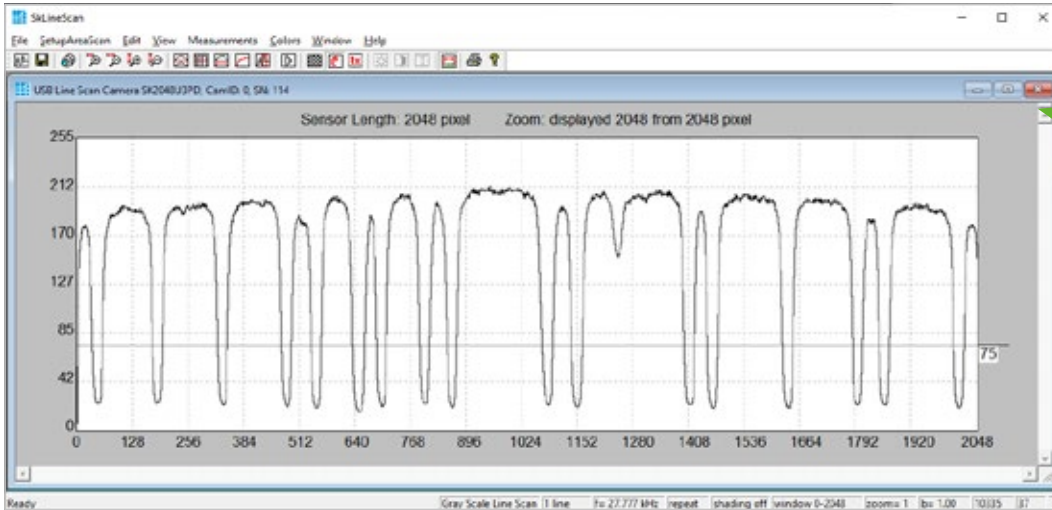 SkLineScan
File SetupAreaScan Edit View Measurements Colors Window Help
USB Line Scan Camera SK2048U3PD, CamID: 0, SN: 114
Sensor Length: 2048 pixel Zoom: displayed 2048 from 2048 pixel
255
212
170
127
85
75
42
0
0 128 256 384 512 640 768 896 1024 1152 1280 1408 1536 1664 1792 1920 2048
Ready Gray Scale Line Scan 1 line f= 27.777 kHz repeat shading off window 0-2048 zoom= 1 b= 1.00 37